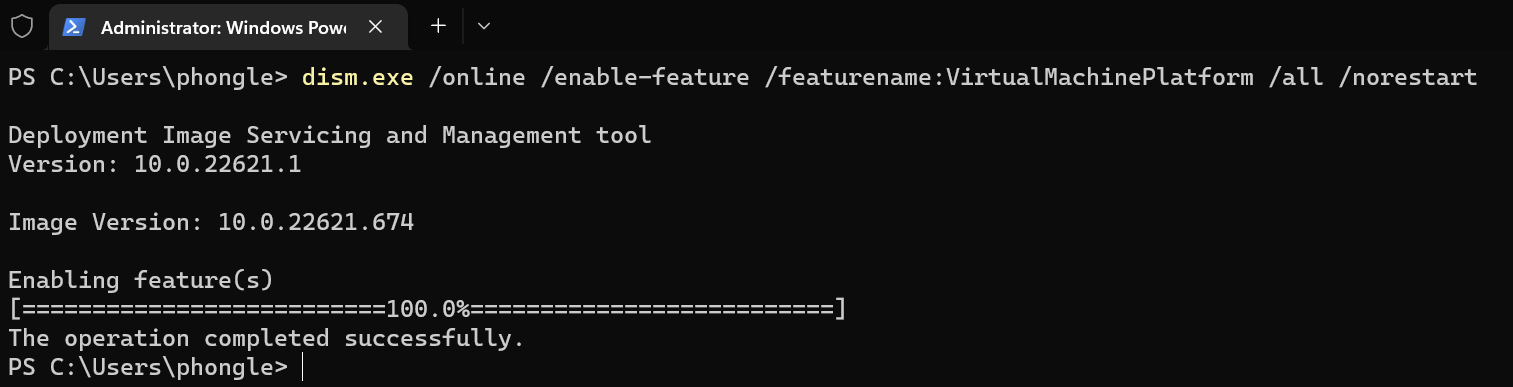 Administrator: Windows Pow
PS C:\Users\phongle> dism.exe /online /enable-feature /featurename:VirtualMachinePlatform /all /norestart
Deployment Image Servicing and Management tool
Version: 10.0.22621.1
Image Version: 10.0.22621.674
Enabling feature(s)
[==========================100.0%==========================]
The operation completed successfully.
PS C:\Users\phongle>